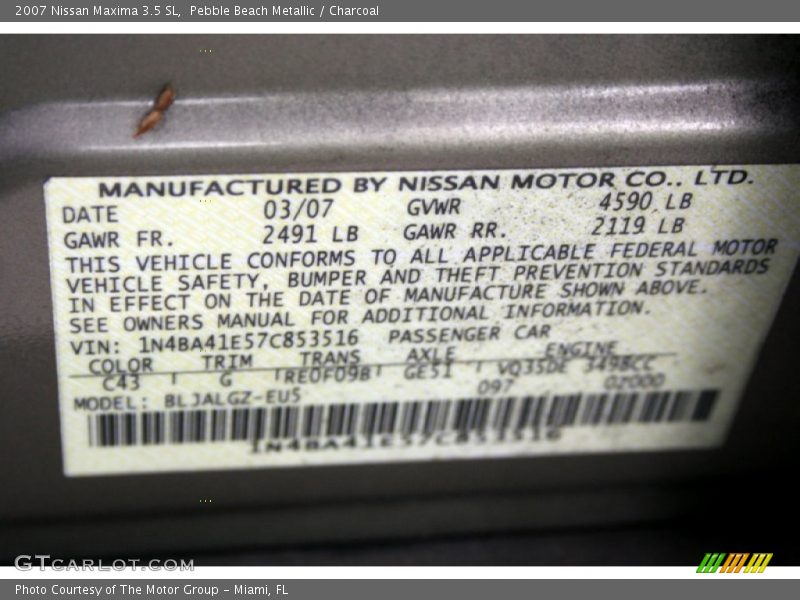 2007 Nissan Maxima 3.5 SL, Pebble Beach Metallic / Charcoal
MANUFACTURED BY NISSAN MOTOR CO., LTD.
DATE 03/07 GVWR 4590 LB
GAWR FR. 2491 LB GAWR RR. 2119 LB
THIS VEHICLE CONFORMS TO ALL APPLICABLE FEDERAL MOTOR
VEHICLE SAFETY, BUMPER AND THEFT PREVENTION STANDARDS
IN EFFECT ON THE DATE OF MANUFACTURE SHOWN ABOVE.
SEE OWNERS MANUAL FOR ADDITIONAL INFORMATION.
VIN: 1N4BA41E57C853516 PASSENGER CAR
COLOR TRIM TRANS AXLE ENGINE
C43 G RE0F09B GE51 VQ35DE 3498CC
MODEL: BLJALGZ-EU5 097 0Z000
1N4BA41E57C853516
GTCARLOT.COM
Photo Courtesy of The Motor Group - Miami, FL